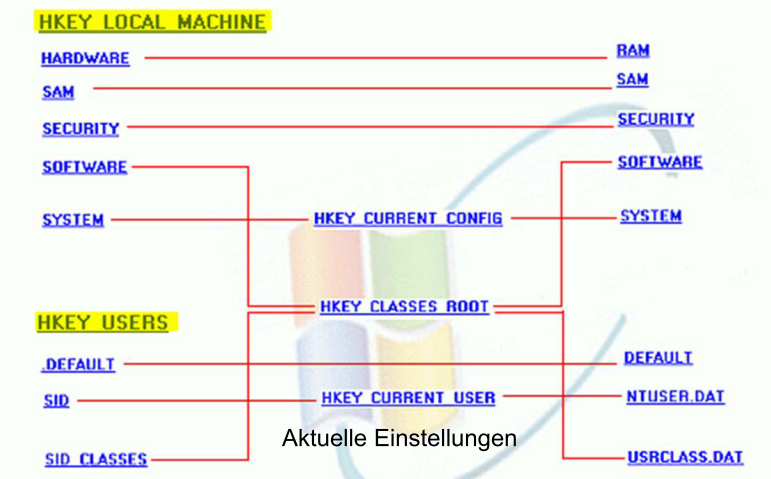 HKEY LOCAL MACHINE
HARDWARE RAM
SAM SAM
SECURITY SECURITY
SOFTWARE SOFTWARE
SYSTEM HKEY CURRENT CONFIG SYSTEM
HKEY CLASSES ROOT
HKEY USERS
.DEFAULT DEFAULT
SID HKEY CURRENT USER NTUSER.DAT
Aktuelle Einstellungen
SID CLASSES USRCLASS.DAT